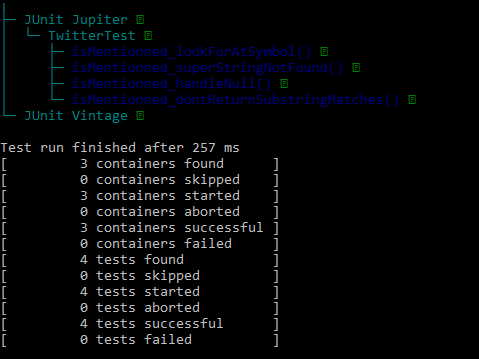 ├─ JUnit Jupiter ⍰
│  └─ TwitterTest ⍰
│     ├─ isMentionned_lookForAtSymbol() ⍰
│     ├─ isMentionned_superStringNotFound() ⍰
│     ├─ isMentionned_handleNull() ⍰
│     └─ isMentionned_dontReturnSubstringMatches() ⍰
└─ JUnit Vintage ⍰
Test run finished after 257 ms
[         3 containers found      ]
[         0 containers skipped    ]
[         3 containers started    ]
[         0 containers aborted    ]
[         3 containers successful ]
[         0 containers failed     ]
[         4 tests found           ]
[         0 tests skipped         ]
[         4 tests started         ]
[         0 tests aborted         ]
[         4 tests successful      ]
[         0 tests failed          ]